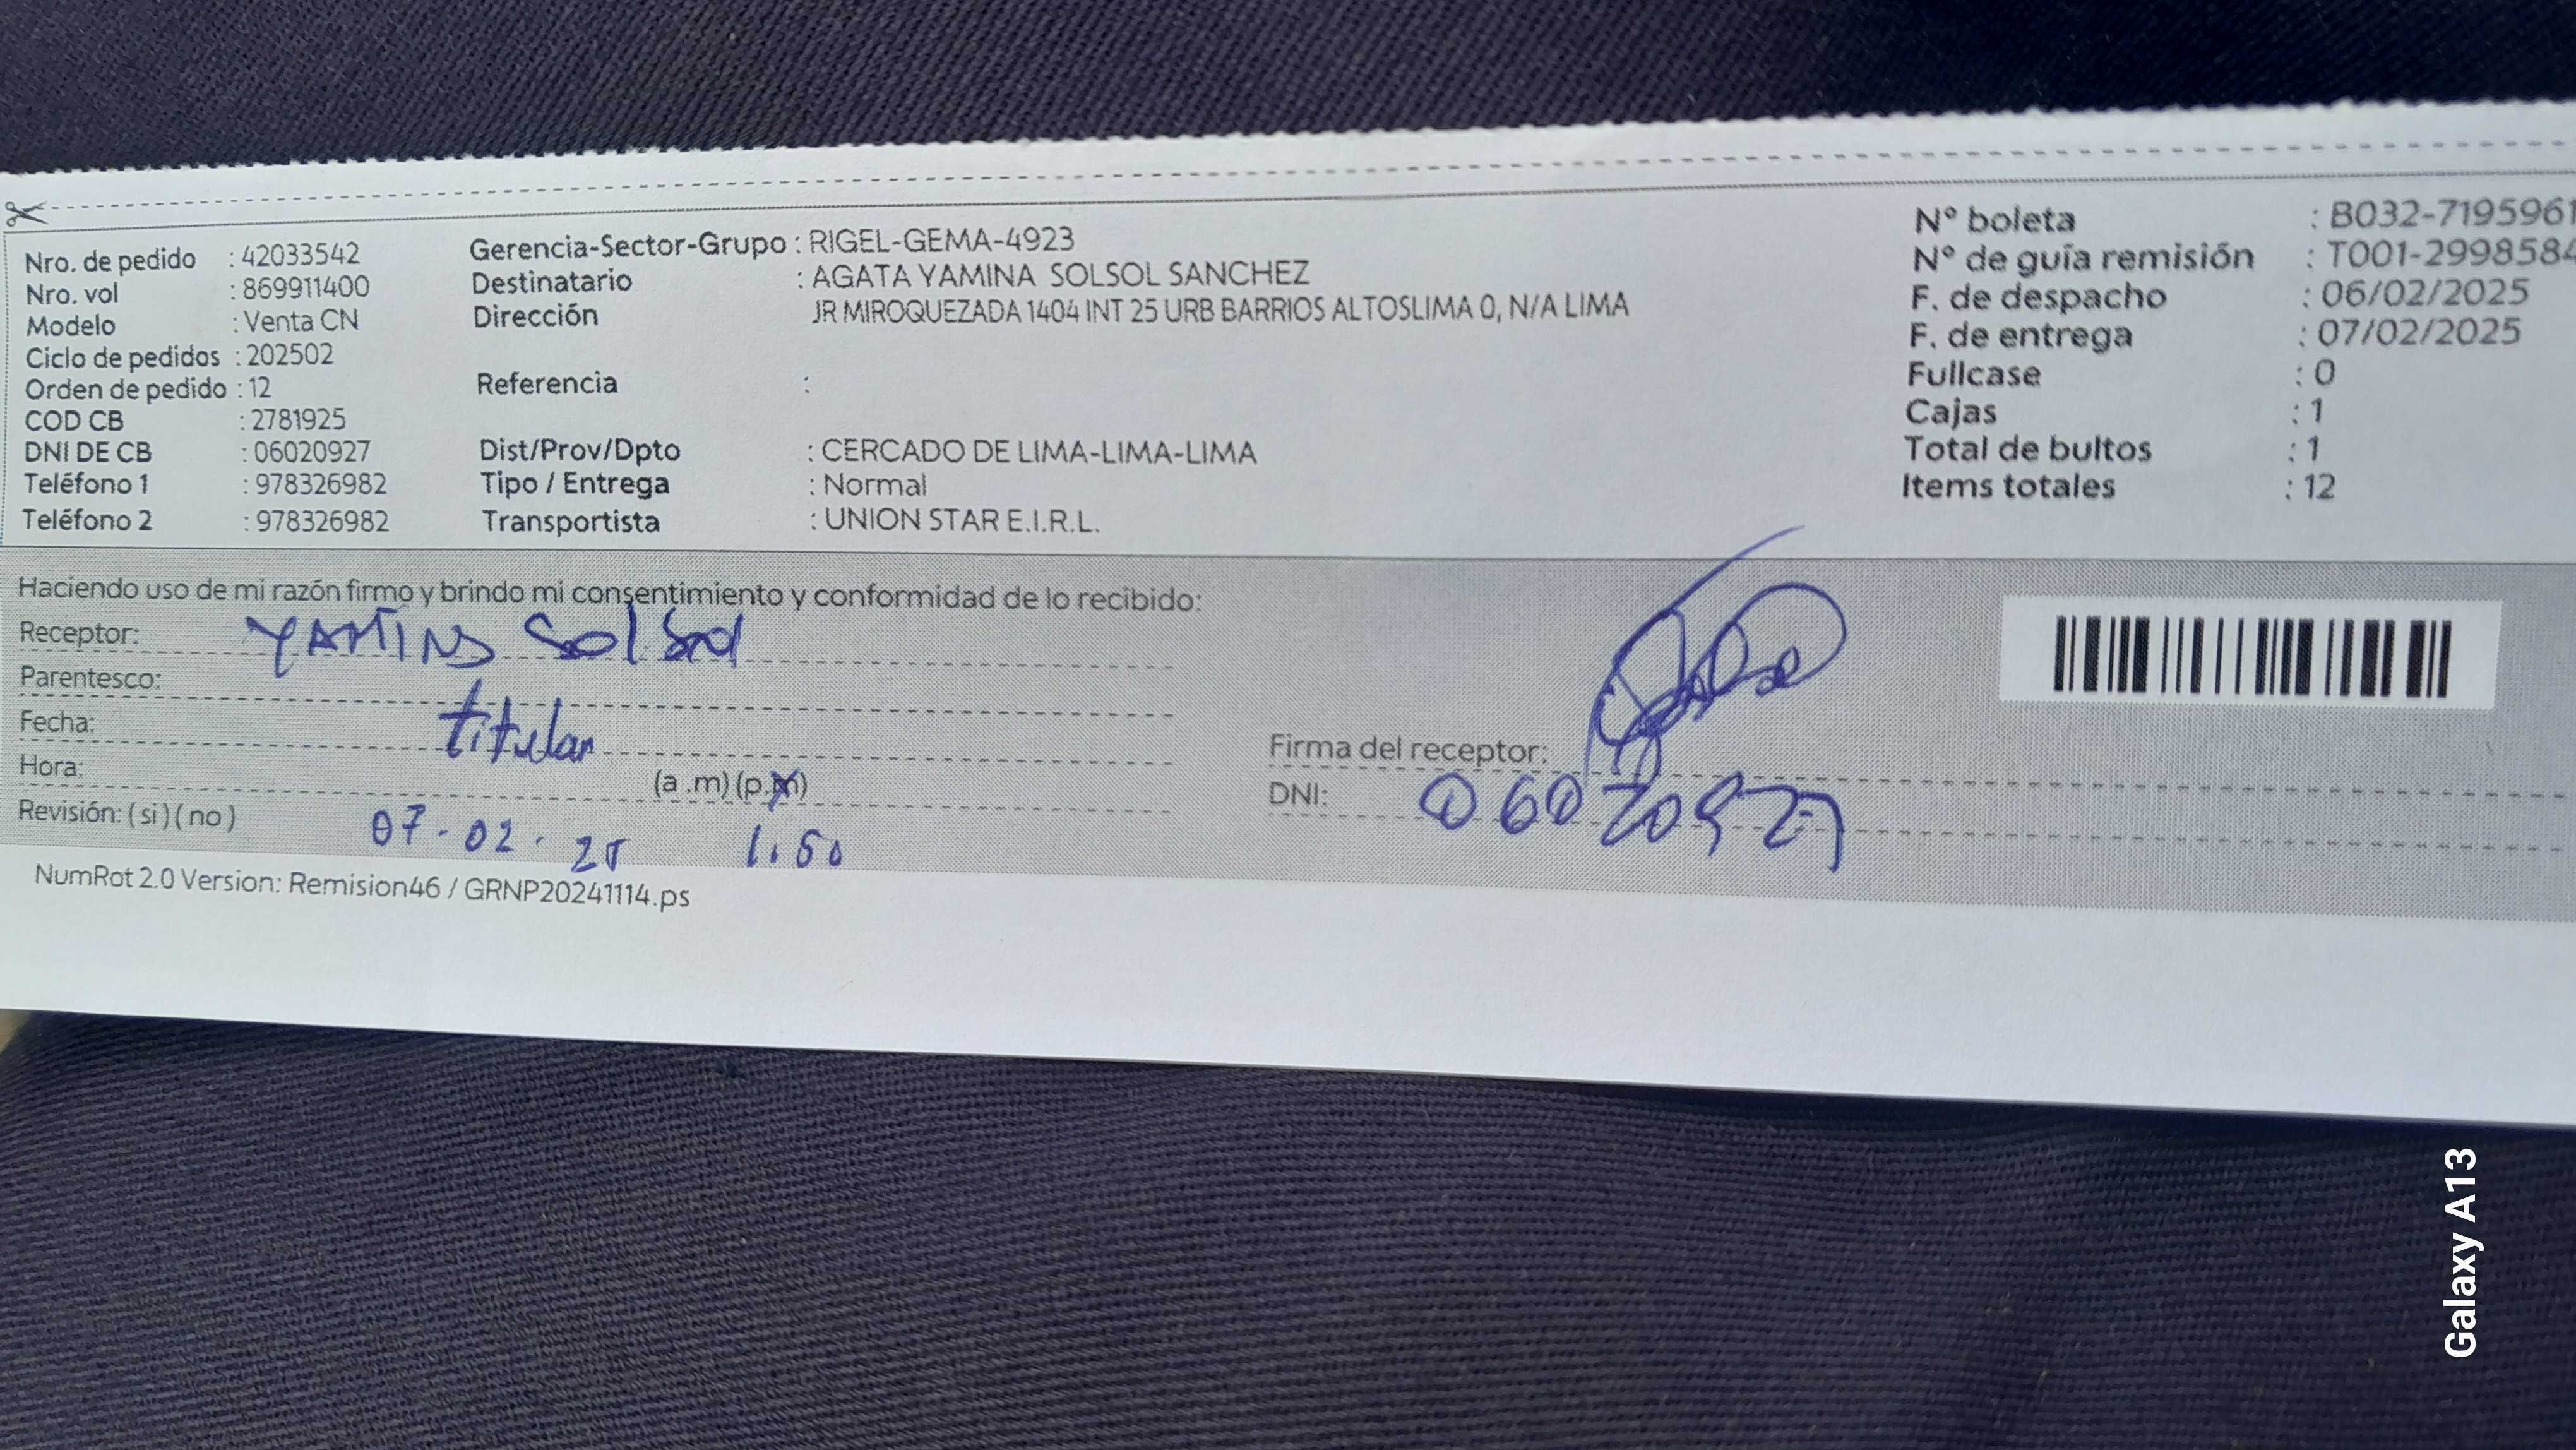 Nro. de pedido : 42033542
Nro. vol : 869911400
Modelo : Venta CN
Ciclo de pedidos : 202502
Orden de pedido : 12
COD CB : 2781925
DNI DE CB : 06020927
Teléfono 1 : 978326982
Teléfono 2 : 978326982
Gerencia-Sector-Grupo : RIGEL-GEMA-4923
Destinatario : AGATA YAMINA SOLSOL SANCHEZ
Dirección JR MIROQUEZADA 1404 INT 25 URB BARRIOS ALTOSLIMA 0, N/A LIMA
Referencia :
Dist/Prov/Dpto : CERCADO DE LIMA-LIMA-LIMA
Tipo / Entrega : Normal
Transportista : UNION STAR E.I.R.L.
N° boleta : B032-7195961
N° de guía remisión : T001-2998584
F. de despacho : 06/02/2025
F. de entrega : 07/02/2025
Fullcase : 0
Cajas : 1
Total de bultos : 1
Items totales : 12
Haciendo uso de mi razón firmo y brindo mi consentimiento y conformidad de lo recibido:
Receptor: YAMINA Solsol
Parentesco:
titular
Fecha:
Hora: (a .m) (p.m)
Revisión: ( si ) ( no )
07-02. 25 1.50
Firma del receptor:
DNI: 06020927
NumRot 2.0 Version: Remision46 / GRNP20241114.ps
Galaxy A13